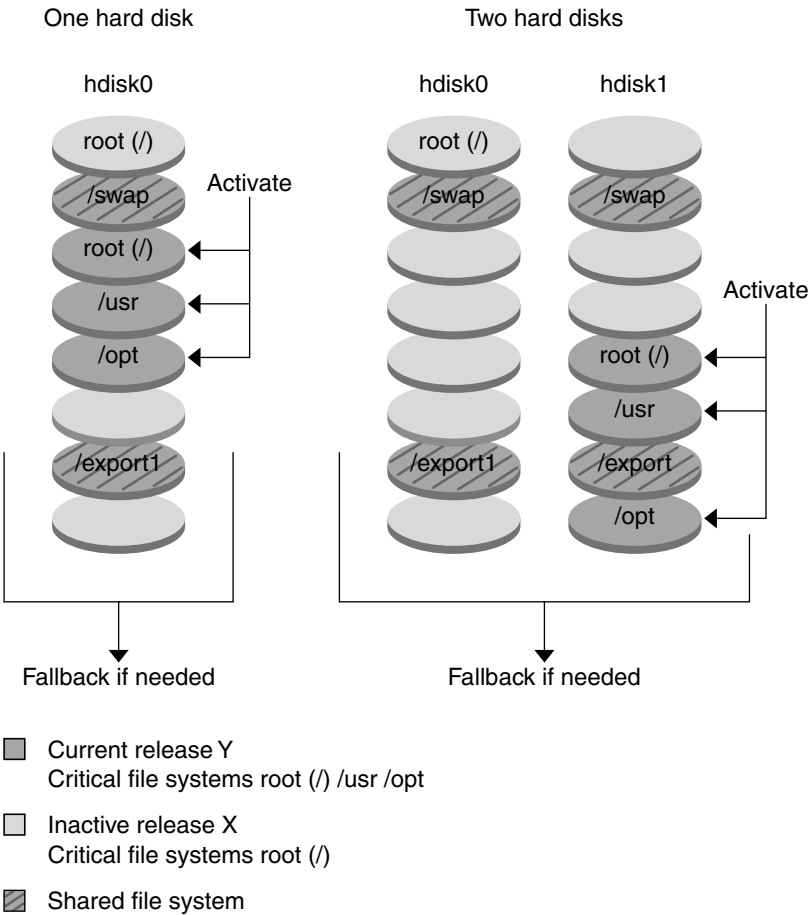 One hard disk
Two hard disks
hdisk0
hdisk0
hdisk1
root (/)
/swap
Activate
root (/)
/usr
/opt
/export1
root (/)
/swap
/export1
/swap
Activate
root (/)
/usr
/export
/opt
Fallback if needed
Fallback if needed
Current release Y
Critical file systems root (/) /usr /opt
Inactive release X
Critical file systems root (/)
Shared file system